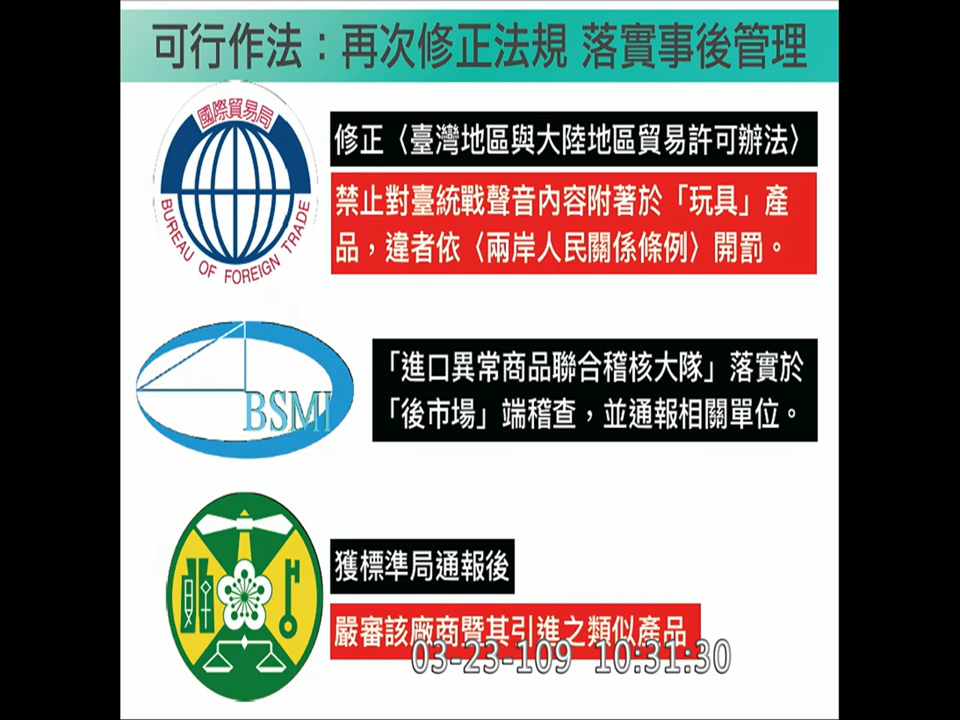 可行作法：再次修正法規 落實事後管理
國際貿易局
BUREAU OF FOREIGN TRADE
修正〈臺灣地區與大陸地區貿易許可辦法〉
禁止對臺統戰聲音內容附著於「玩具」產
品，違者依〈兩岸人民關係條例〉開罰。
BSMI
「進口異常商品聯合稽核大隊」落實於
「後市場」端稽查，並通報相關單位。
獲標準局通報後
嚴審該廠商暨其引進之類似產品
03-23-109 10:31:30